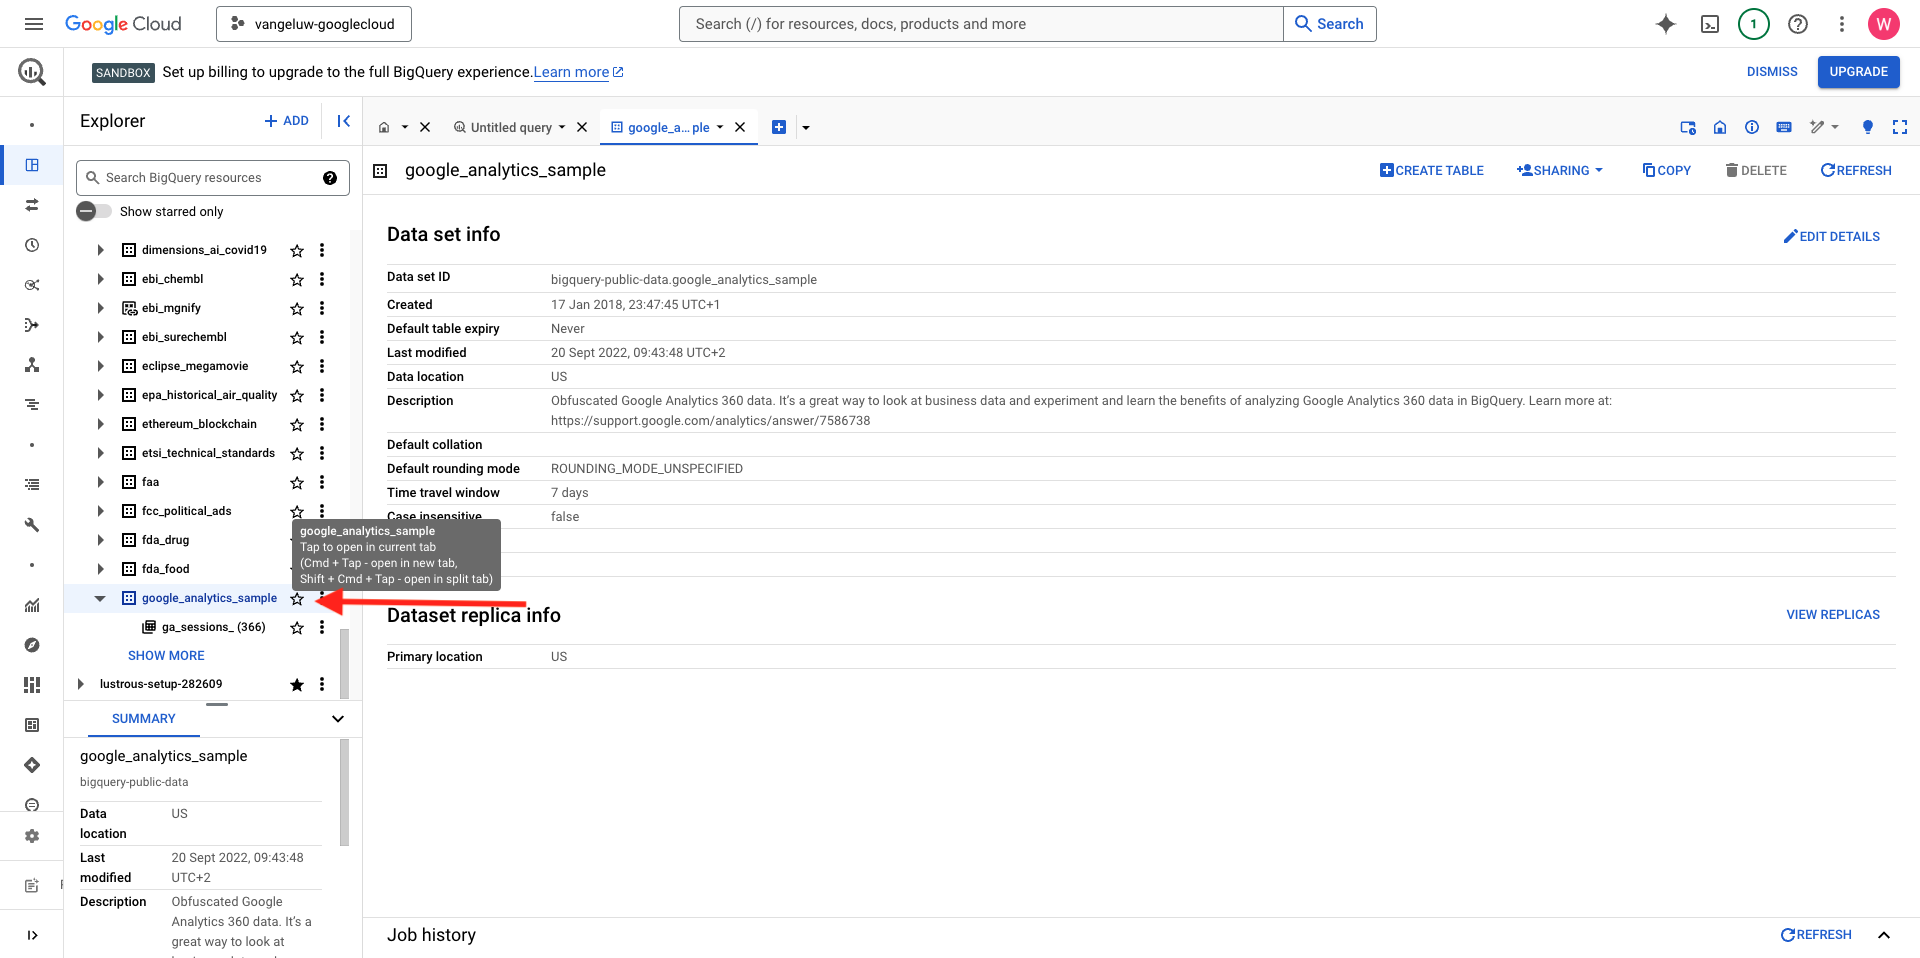 Google Cloud
vangeluw-googlecloud
Search (/) for resources, docs, products and more
Search
1
W
SANDBOX Set up billing to upgrade to the full BigQuery experience. Learn more
DISMISS
UPGRADE
Explorer
ADD
Untitled query
google_a... ple
Search BigQuery resources
Show starred only
google_analytics_sample
CREATE TABLE
SHARING
COPY
DELETE
REFRESH
dimensions_ai_covid19
ebi_chembl
ebi_mgnify
ebi_surechembl
eclipse_megamovie
epa_historical_air_quality
ethereum_blockchain
etsi_technical_standards
faa
fcc_political_ads
fda_drug
fda_food
google_analytics_sample
ga_sessions_ (366)
SHOW MORE
lustrous-setup-282609
google_analytics_sample
Tap to open in current tab
(Cmd + Tap - open in new tab,
Shift + Cmd + Tap - open in split tab)
Data set info
EDIT DETAILS
Data set ID bigquery-public-data.google_analytics_sample
Created 17 Jan 2018, 23:47:45 UTC+1
Default table expiry Never
Last modified 20 Sept 2022, 09:43:48 UTC+2
Data location US
Description Obfuscated Google Analytics 360 data. It's a great way to look at business data and experiment and learn the benefits of analyzing Google Analytics 360 data in BigQuery. Learn more at:
https://support.google.com/analytics/answer/7586738
Default collation
Default rounding mode ROUNDING_MODE_UNSPECIFIED
Time travel window 7 days
Case insensitive false
Dataset replica info
VIEW REPLICAS
Primary location US
SUMMARY
google_analytics_sample
bigquery-public-data
Data location US
Last modified 20 Sept 2022, 09:43:48 UTC+2
Description Obfuscated Google
Analytics 360 data. It's a
great way to look at
Job history
REFRESH